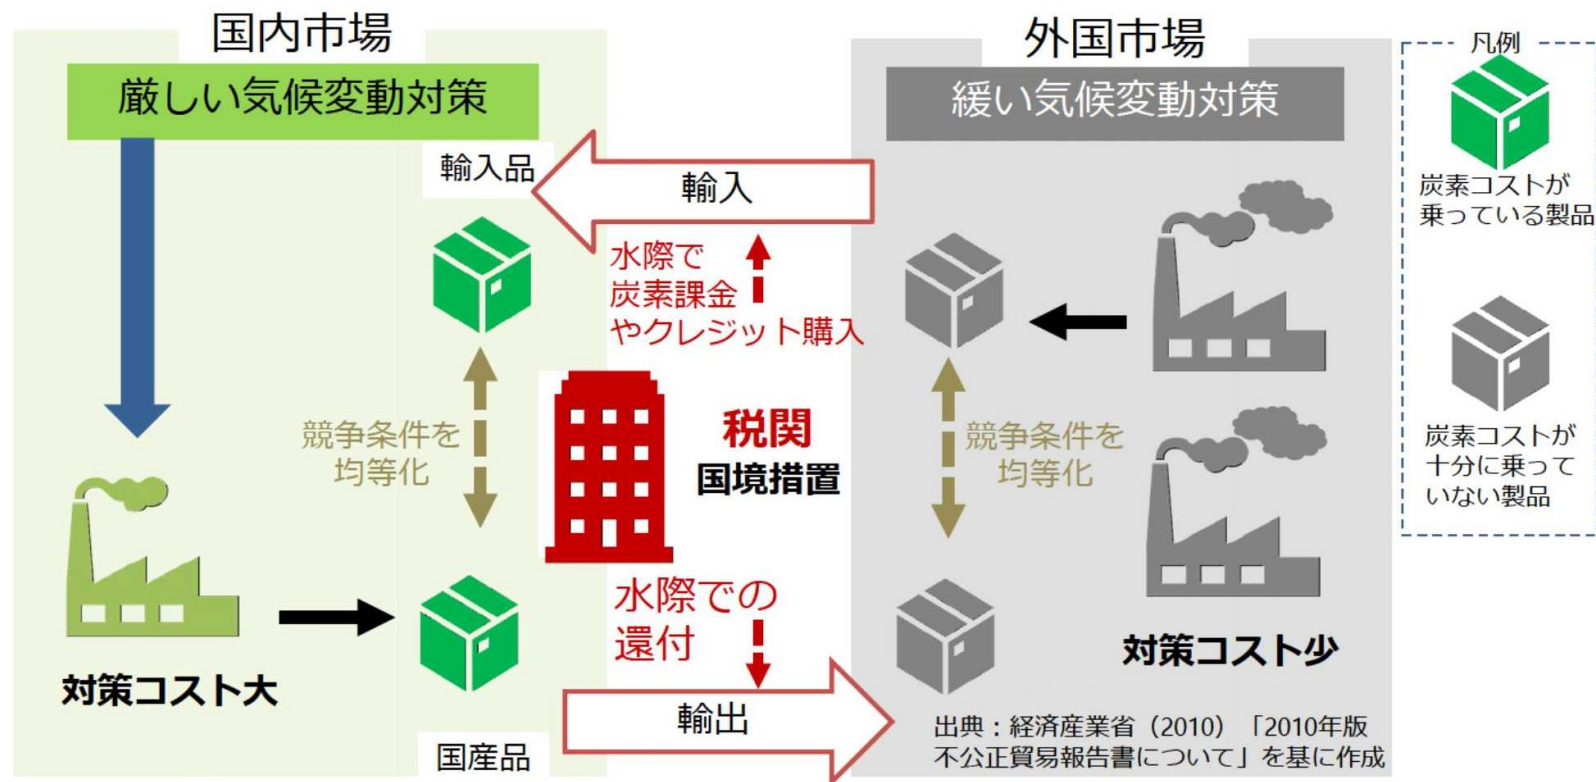 国内市場
厳しい気候変動対策
輸入品
輸入
水際で
炭素課金
やクレジット購入
競争条件を
均等化
税関
国境措置
水際での
還付
対策コスト大
国産品
輸出
外国市場
緩い気候変動対策
競争条件を
均等化
対策コスト少
出典：経済産業省（2010）「2010年版
不公正貿易報告書について」を基に作成
凡例
炭素コストが
乗っている製品
炭素コストが
十分に乗って
いない製品